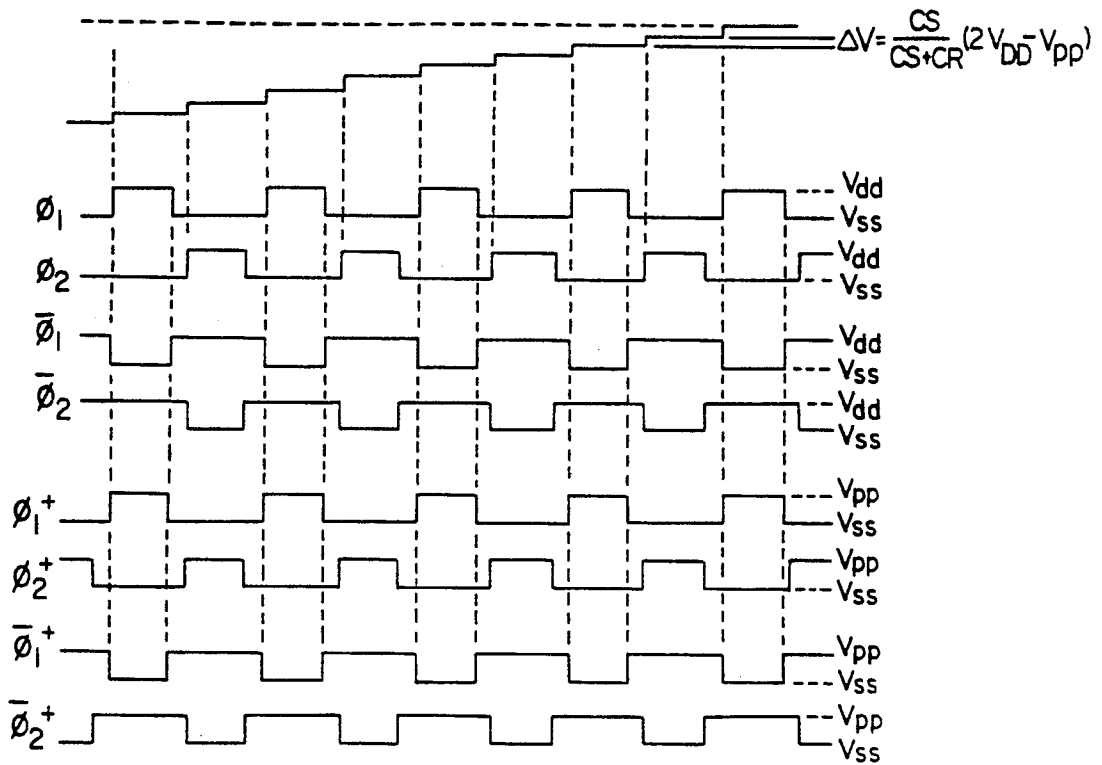 ΔV = CS/CS+CR (2VDD-Vpp)
ø1 Vdd
Vss
ø2 Vdd
Vss
ø̅1 Vdd
Vss
ø̅2 Vdd
Vss
ø1+ Vpp
Vss
ø2+ Vpp
Vss
ø̅1+ Vpp
Vss
ø̅2+ Vpp
Vss